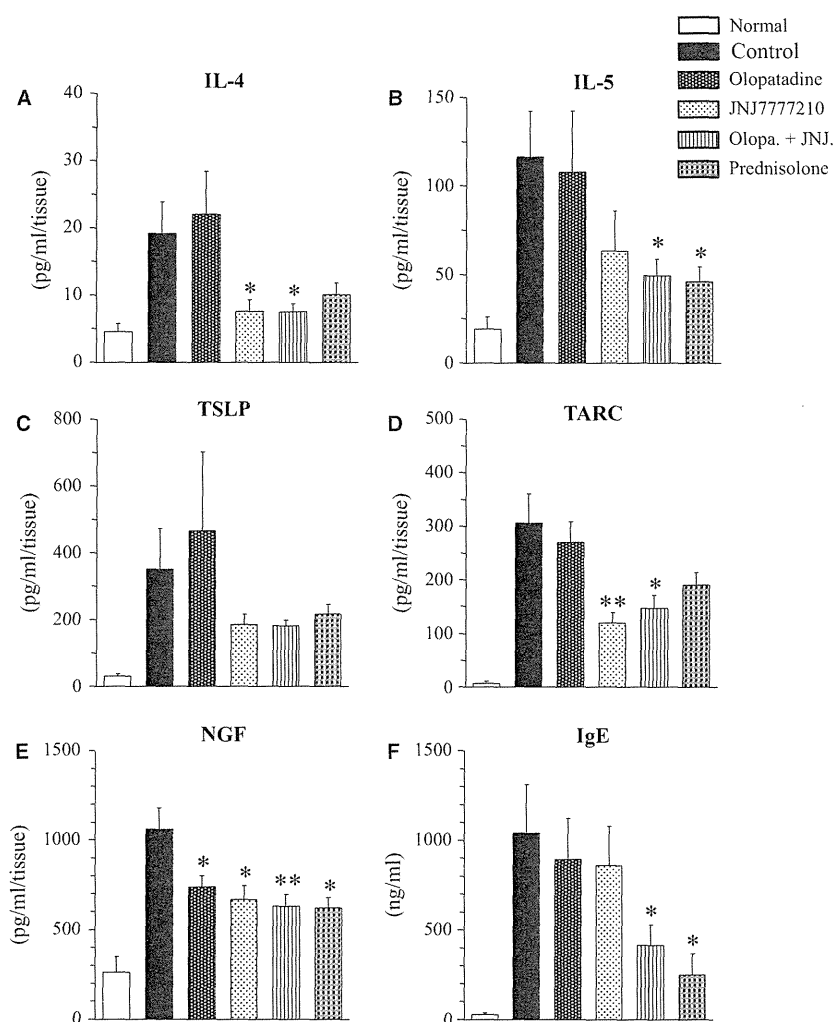 Normal
Control
Olopatadine
JNJ7777210
Olopa. + JNJ.
Prednisolone
A
IL-4
(pg/ml/tissue)
40
30
20
10
0
*
*
B
IL-5
(pg/ml/tissue)
150
100
50
0
*
*
C
TSLP
(pg/ml/tissue)
800
600
400
200
0
D
TARC
(pg/ml/tissue)
500
400
300
200
100
0
**
*
E
NGF
(pg/ml/tissue)
1500
1000
500
0
*
*
**
*
F
IgE
(ng/ml)
1500
1000
500
0
*
*